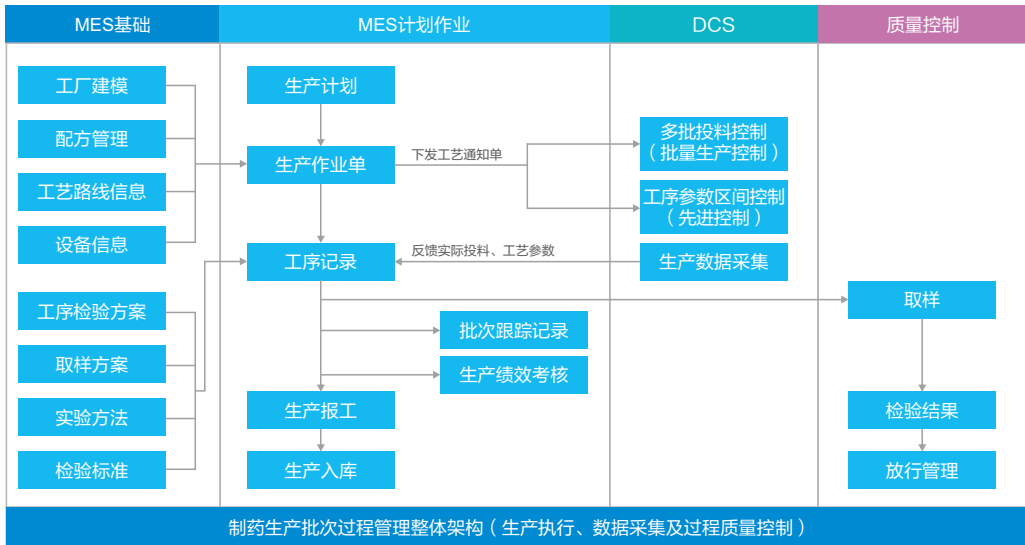 MES基础
MES计划作业
DCS
质量控制
工厂建模
配方管理
工艺路线信息
设备信息
工序检验方案
取样方案
实验方法
检验标准
生产计划
生产作业单
下发工艺通知单
工序记录
反馈实际投料、工艺参数
批次跟踪记录
生产绩效考核
生产报工
生产入库
多批投料控制
（批量生产控制）
工序参数区间控制
（先进控制）
生产数据采集
取样
检验结果
放行管理
制药生产批次过程管理整体架构（生产执行、数据采集及过程质量控制）